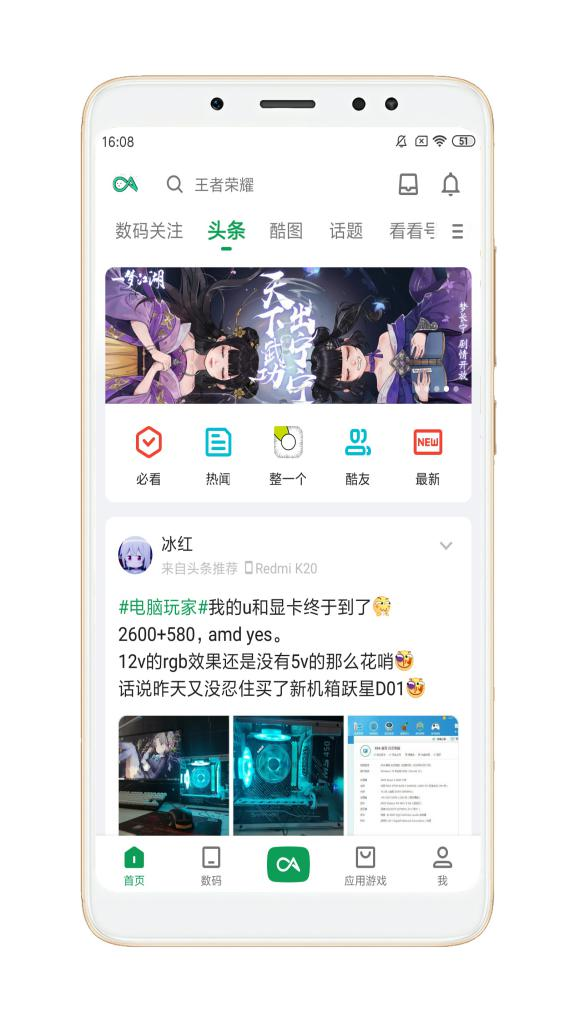 16:08
51
王者荣耀
数码关注 头条 酷图 话题 看看号
一梦江湖
天下武功
出宁宁
梦长宁 剧情开放
必看 热闻 整一个 酷友 NEW 最新
冰红
来自头条推荐 Redmi K20
#电脑玩家#我的u和显卡终于到了
2600+580，amd yes。
12v的rgb效果还是没有5v的那么花哨
话说昨天又没忍住买了新机箱跃星D01
MS 450
首页 数码 应用游戏 我